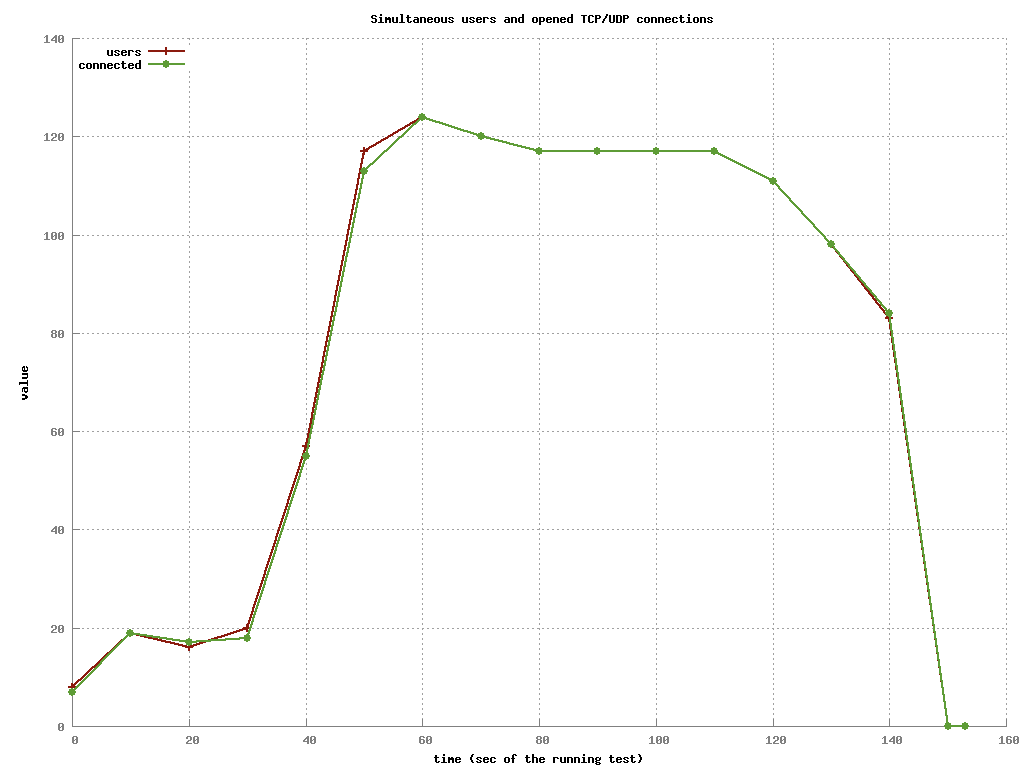 Simultaneous users and opened TCP/UDP connections
140
users
connected
120
100
80
value
60
40
20
0
0 20 40 60 80 100 120 140 160
time (sec of the running test)